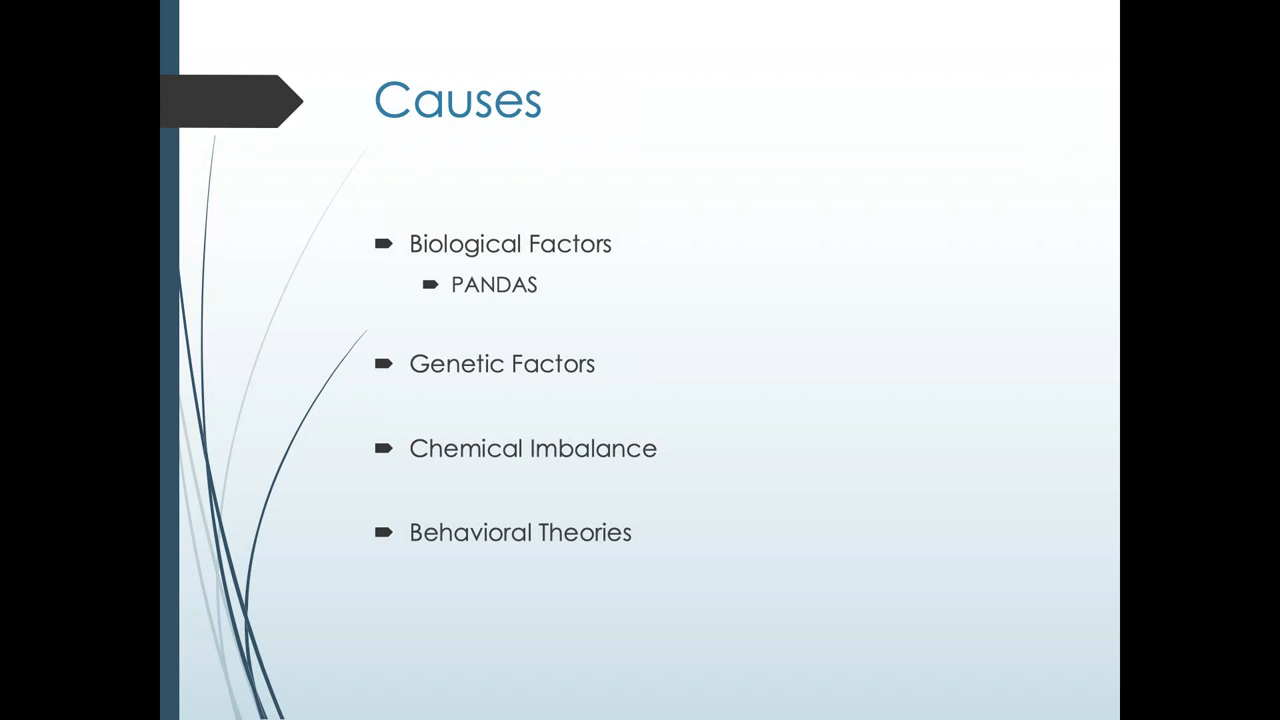 Causes
Biological Factors
PANDAS
Genetic Factors
Chemical Imbalance
Behavioral Theories